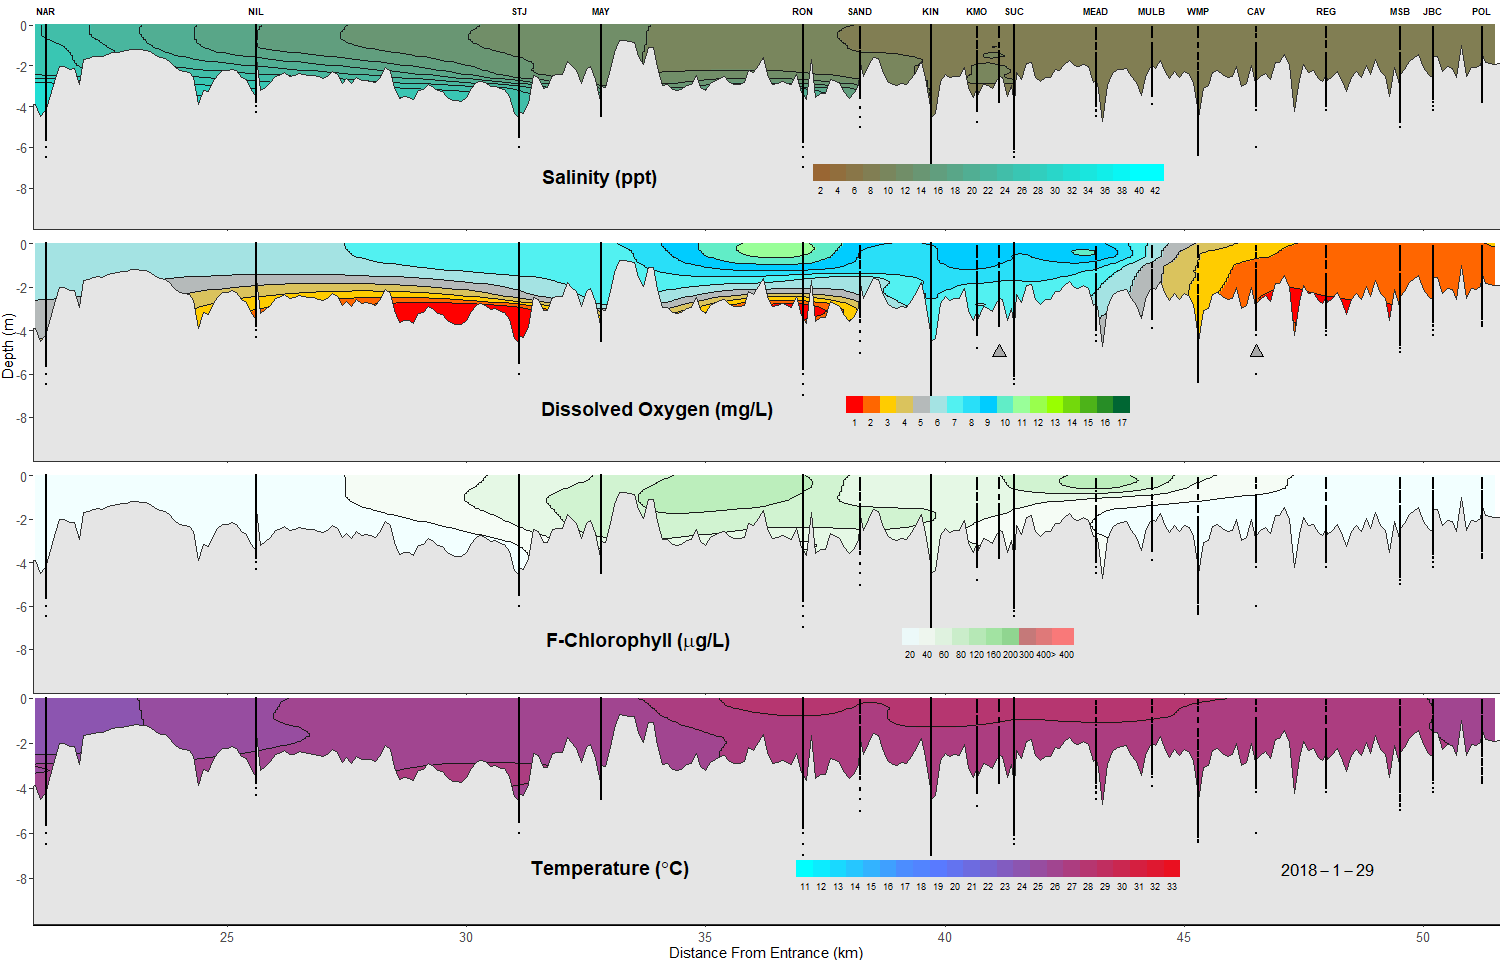 NAR NIL STJ MAY RON SAND KIN KMO SUC MEAD MULB WMP CAV REG MSB JBC POL
0
-2
-4
-6
-8
Salinity (ppt)
2 4 6 8 10 12 14 16 18 20 22 24 26 28 30 32 34 36 38 40 42
0
-2
-4
-6
-8
Dissolved Oxygen (mg/L)
1 2 3 4 5 6 7 8 9 10 11 12 13 14 15 16 17
Depth (m)
0
-2
-4
-6
-8
F-Chlorophyll (μg/L)
20 40 60 80 120 160 200 300 400 > 400
0
-2
-4
-6
-8
Temperature (°C)
11 12 13 14 15 16 17 18 19 20 21 22 23 24 25 26 27 28 29 30 31 32 33
2018-1-29
25 30 35 40 45 50
Distance From Entrance (km)